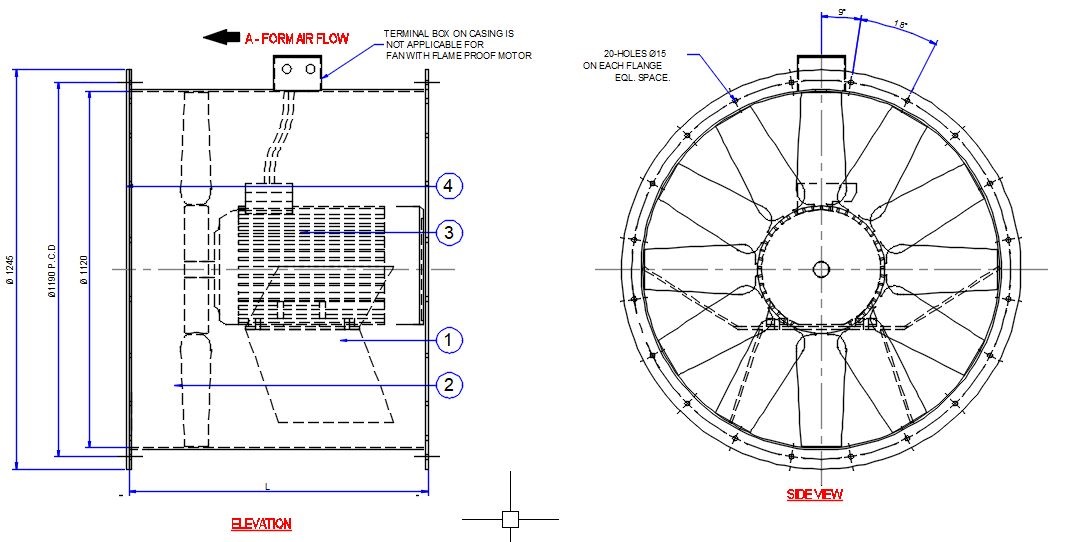 A - FORM AIR FLOW
TERMINAL BOX ON CASING IS
NOT APPLICABLE FOR
FAN WITH FLAME PROOF MOTOR
9°
18°
20-HOLES Ø15
ON EACH FLANGE
EQL. SPACE.
4
3
1
2
Ø 1245
Ø1190 P.C.D
Ø 1120
L
ELEVATION
SIDE VIEW